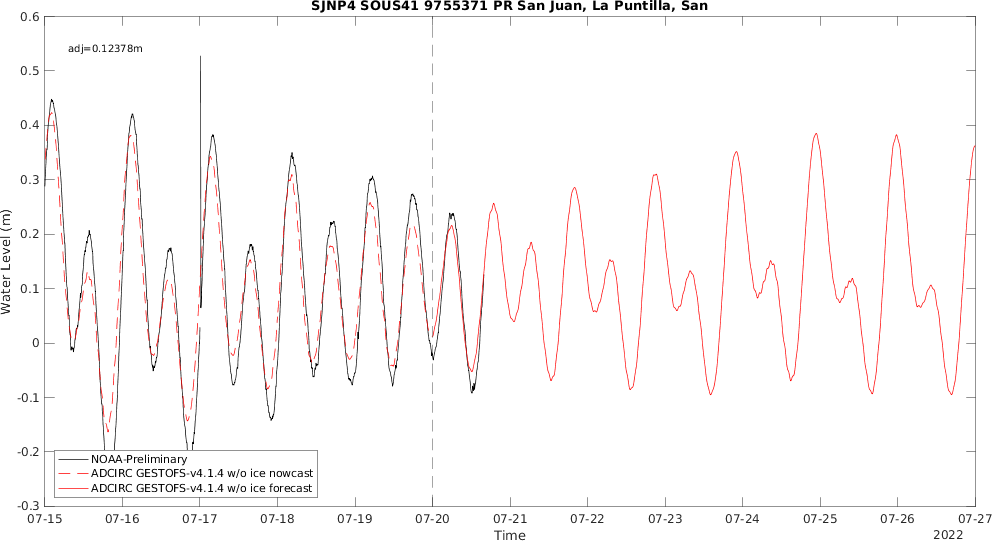 SJNP4 SOUS41 9755371 PR San Juan, La Puntilla, San
adj=0.12378m
0.6
0.5
0.4
0.3
0.2
0.1
0
-0.1
-0.2
-0.3
Water Level (m)
NOAA-Preliminary
ADCIRC GESTOFS-v4.1.4 w/o ice nowcast
ADCIRC GESTOFS-v4.1.4 w/o ice forecast
07-15 07-16 07-17 07-18 07-19 07-20 07-21 07-22 07-23 07-24 07-25 07-26 07-27
Time
2022